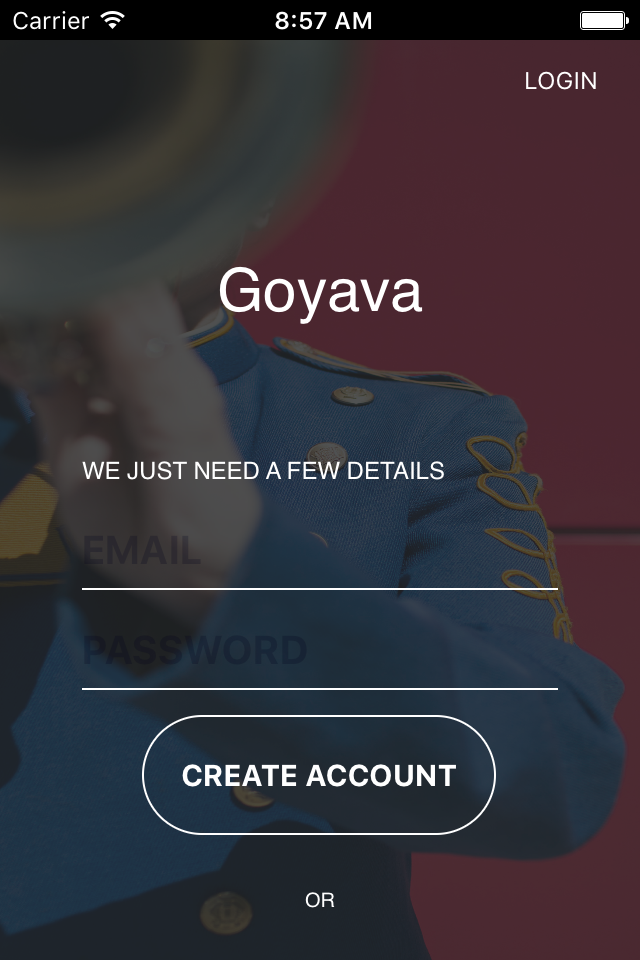 Carrier 8:57 AM
LOGIN
Goyava
WE JUST NEED A FEW DETAILS
EMAIL
PASSWORD
CREATE ACCOUNT
OR